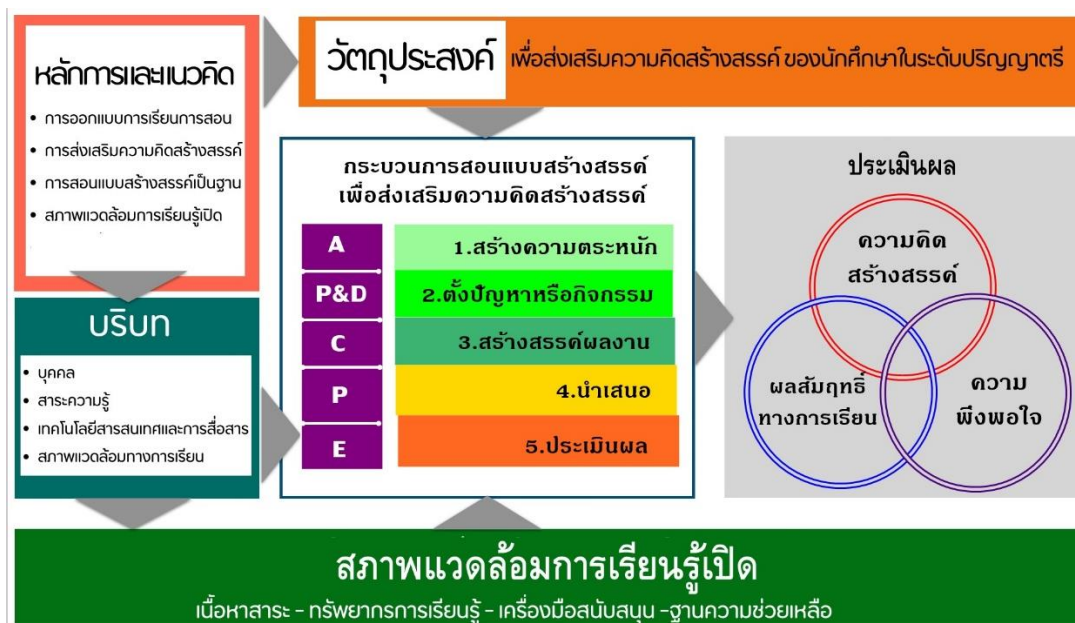 หลักการและแนวคิด
• การออกแบบการเรียนการสอน
• การส่งเสริมความคิดสร้างสรรค์
• การสอนแบบสร้างสรรค์เป็นฐาน
• สภาพแวดล้อมการเรียนรู้เปิด
วัตถุประสงค์ เพื่อส่งเสริมความคิดสร้างสรรค์ ของนักศึกษาในระดับปริญญาตรี
บริบท
• บุคคล
• สาระความรู้
• เทคโนโลยีสารสนเทศและการสื่อสาร
• สภาพแวดล้อมทางการเรียน
กระบวนการสอนแบบสร้างสรรค์
เพื่อส่งเสริมความคิดสร้างสรรค์
A 1.สร้างความตระหนัก
P&D 2.ตั้งปัญหาหรือกิจกรรม
C 3.สร้างสรรค์ผลงาน
P 4.นำเสนอ
E 5.ประเมินผล
ประเมินผล
ความคิด
สร้างสรรค์
ผลสัมฤทธิ์
ทางการเรียน
ความ
พึงพอใจ
สภาพแวดล้อมการเรียนรู้เปิด
เนื้อหาสาระ - ทรัพยากรการเรียนรู้ - เครื่องมือสนับสนุน -ฐานความช่วยเหลือ